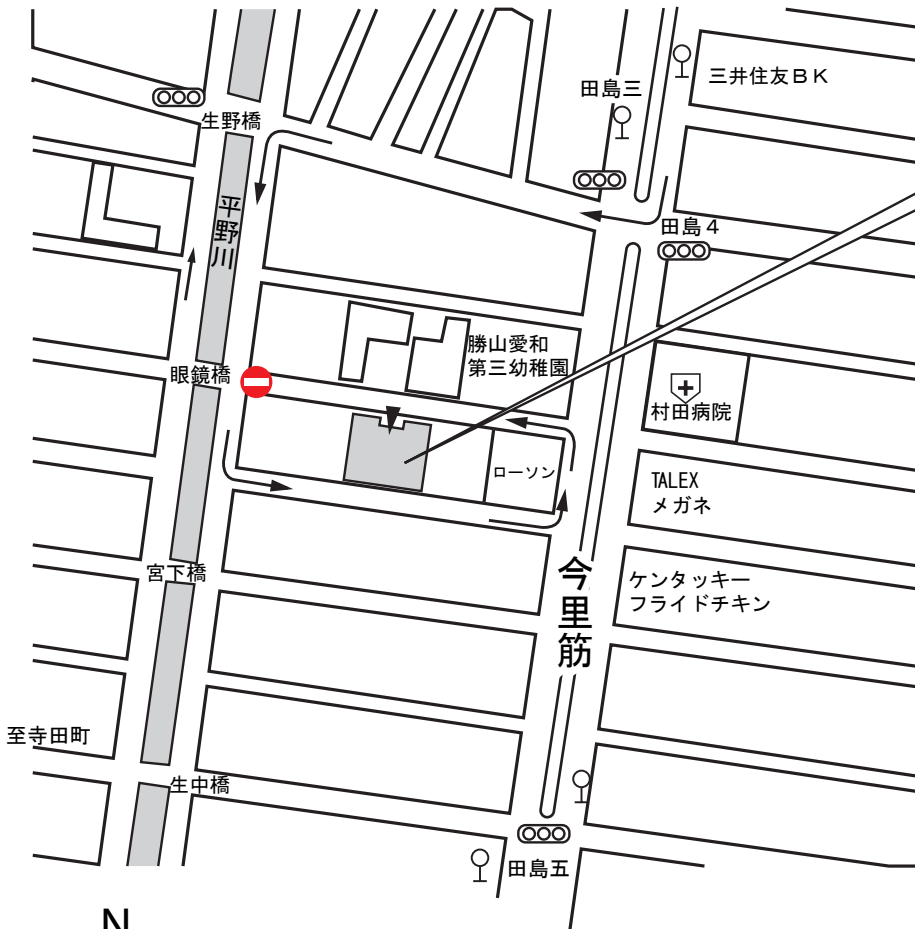 三井住友ＢＫ
田島三
生野橋
平野川
田島４
勝山愛和
第三幼稚園
眼鏡橋
村田病院
ローソン
TALEX
メガネ
今里筋
宮下橋
ケンタッキー
フライドチキン
至寺田町
生中橋
田島五
N